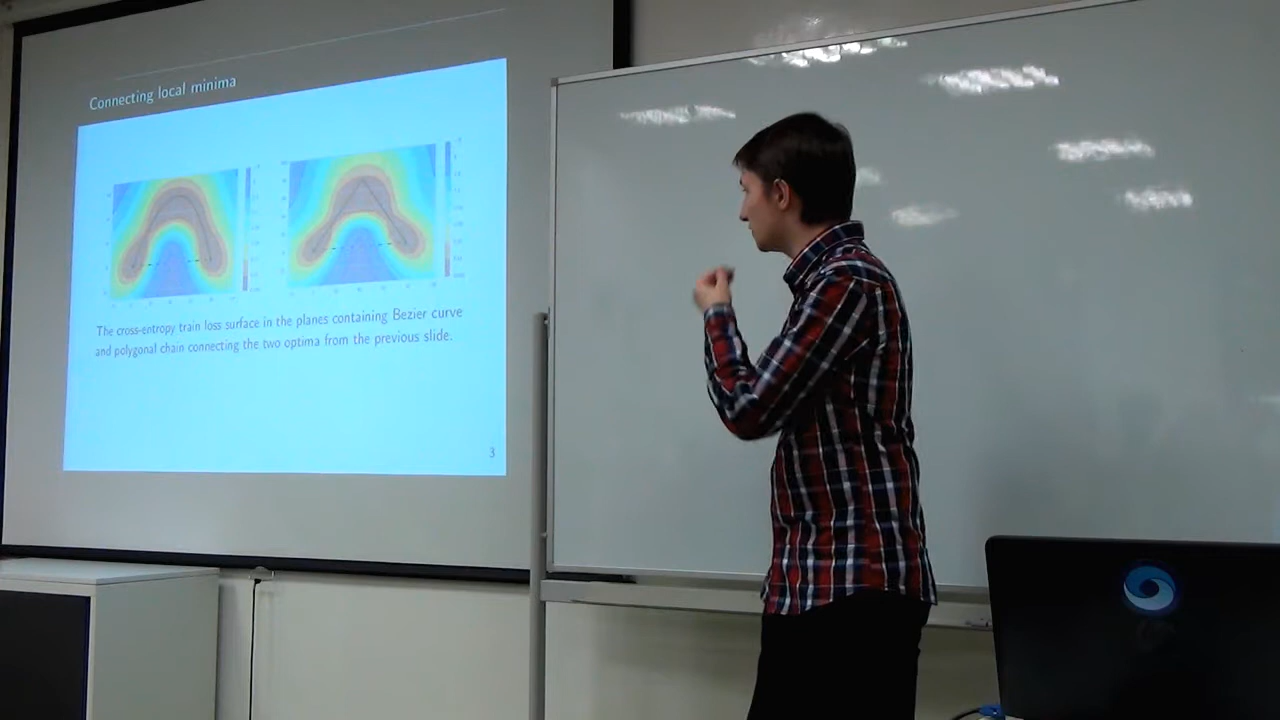 Connecting local minima
The cross-entropy train loss surface in the planes containing Bezier curve
and polygonal chain connecting the two optima from the previous slide.
3